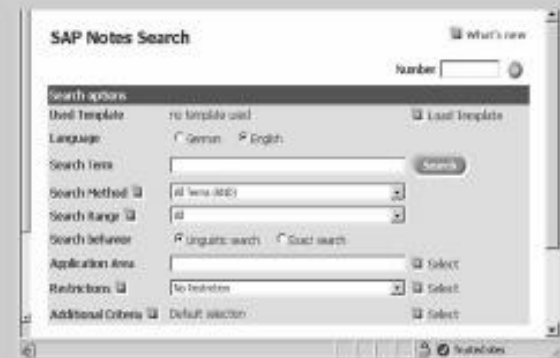 SAP Notes Search
What's new
Number
Search options
Used Template no template used Load Template
Language German English
Search Term Search
Search Method All Terms (AND)
Search Range All
Search behavior Linguistic search Exact search
Application Area Select
Restrictions No Restriction Select
Additional Criteria Default selection Select
Trusted sites